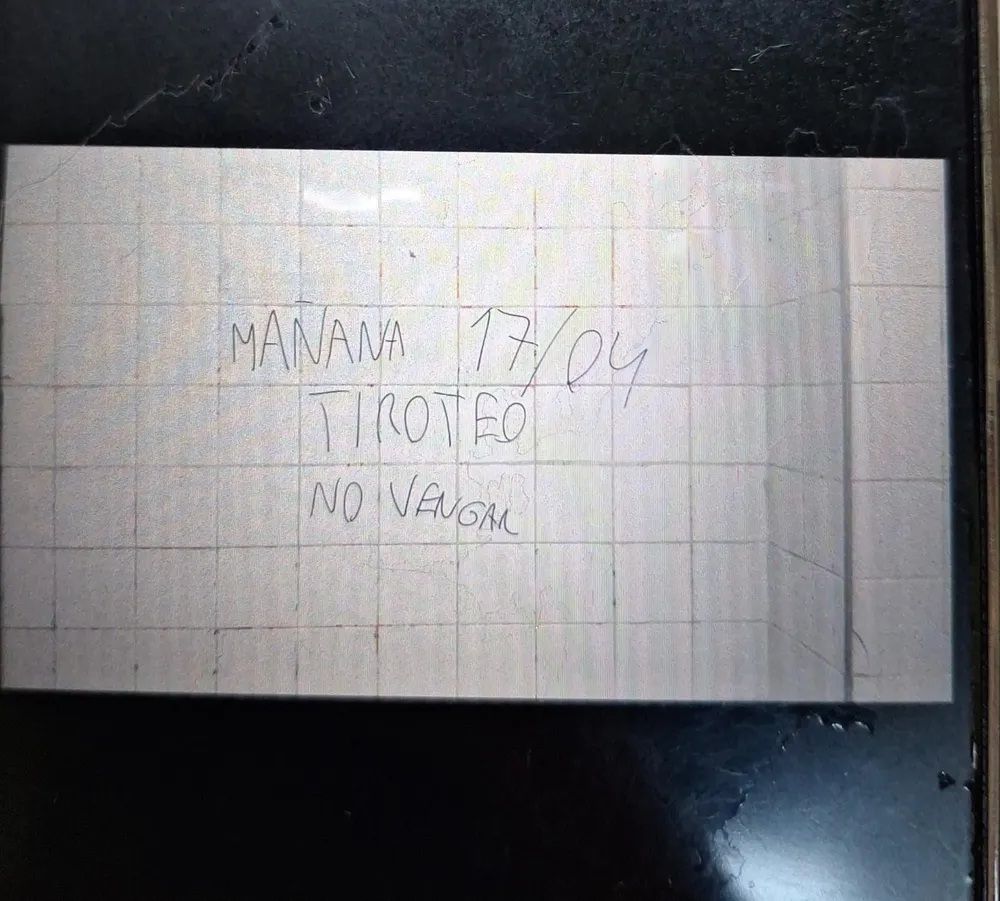 MAÑANA 17/04
TIROTEO
NO VENGAN